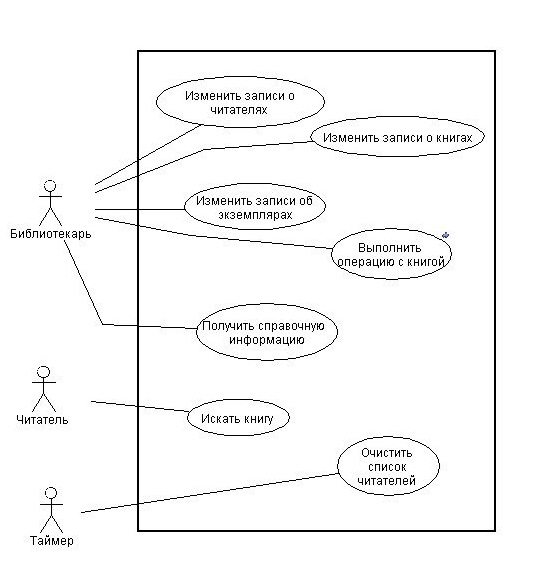 Изменить записи о
читателях
Изменить записи о книгах
Изменить записи об
экземплярах
Библиотекарь
Выполнить
операцию с книгой
Получить справочную
информацию
Читатель
Искать книгу
Очистить
список
читателей
Таймер